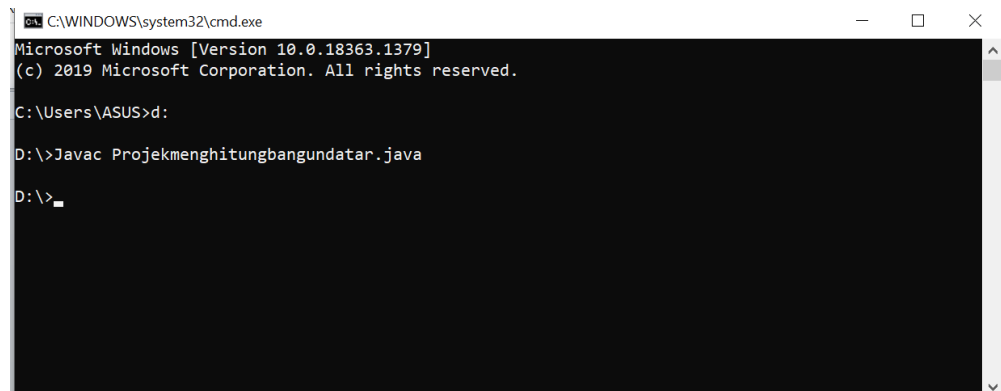 C:\WINDOWS\system32\cmd.exe
Microsoft Windows [Version 10.0.18363.1379]
(c) 2019 Microsoft Corporation. All rights reserved.
C:\Users\ASUS>d:
D:\>Javac Projekmenghitungbangundatar.java
D:\>